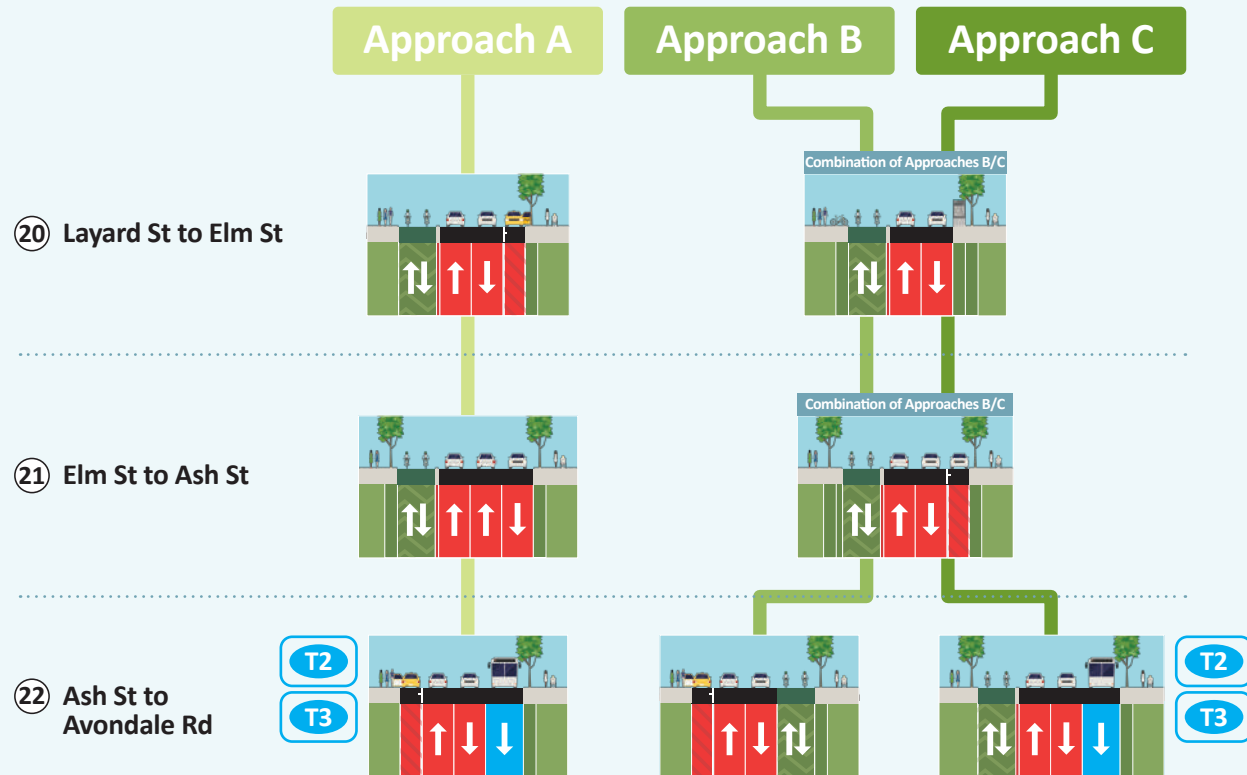 Approach A
Approach B
Approach C
Combination of Approaches B/C
20 Layard St to Elm St
Combination of Approaches B/C
21 Elm St to Ash St
T2
T3
22 Ash St to
Avondale Rd
T2
T3